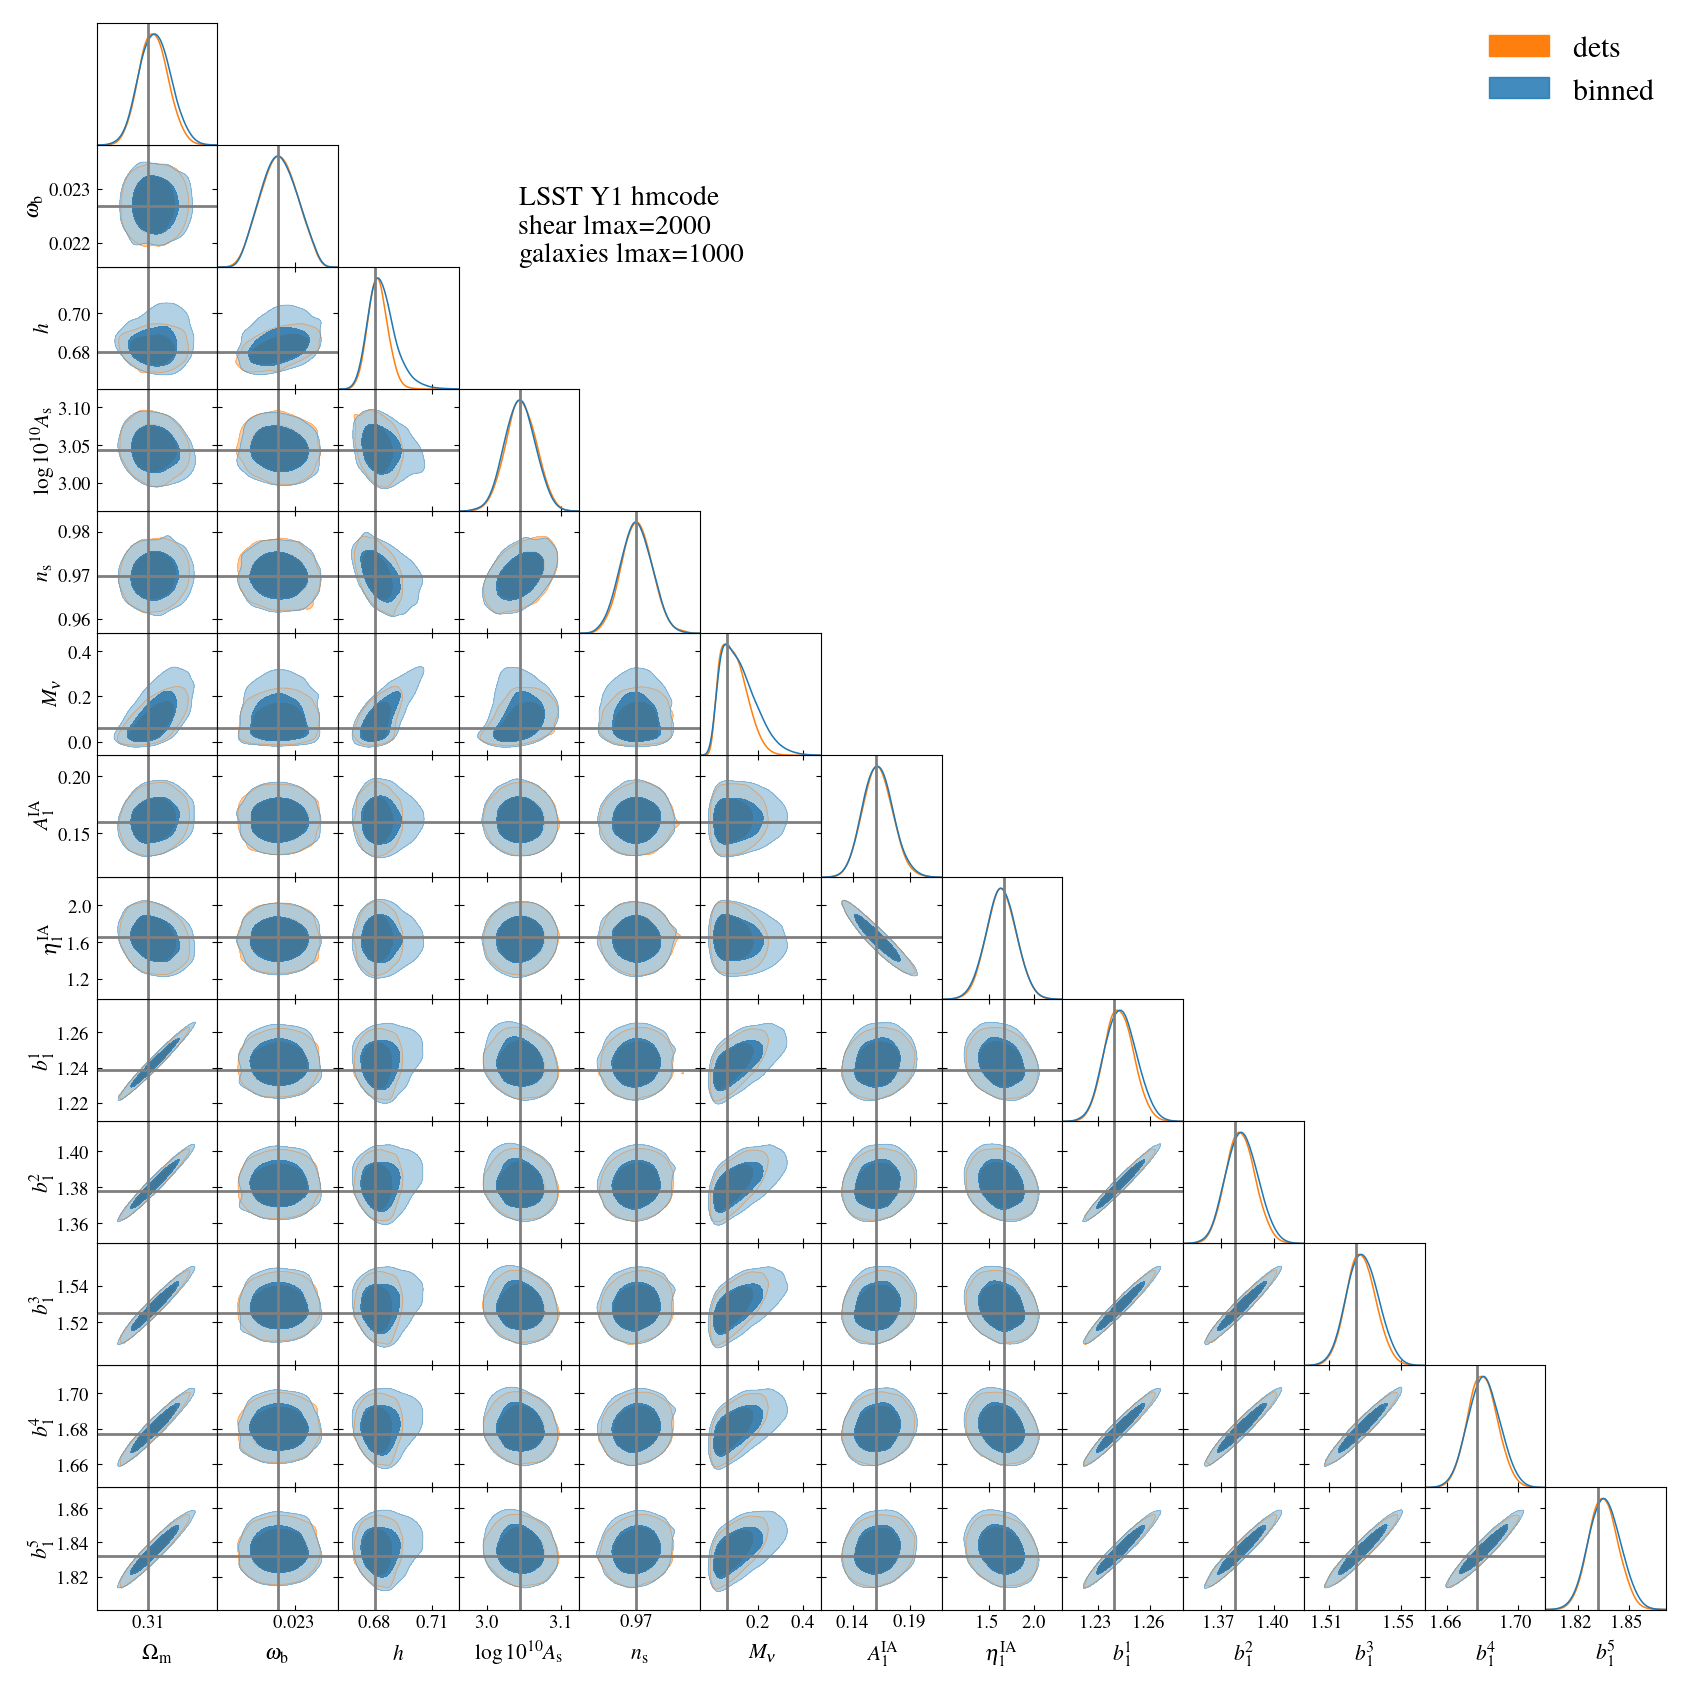 dets
binned
LSST Y1 hmcode
shear lmax=2000
galaxies lmax=1000
ω_b 0.023 0.022
h 0.70 0.68
log 10^10 A_s 3.10 3.05 3.00
n_s 0.98 0.97 0.96
M_ν 0.4 0.2 0.0
A_1^IA 0.20 0.15
η_1^IA 2.0 1.6 1.2
b_1^1 1.26 1.24 1.22
b_1^2 1.40 1.38 1.36
b_1^3 1.54 1.52
b_1^4 1.70 1.68 1.66
b_1^5 1.86 1.84 1.82
0.31 0.023 0.68 0.71 3.0 3.1 0.97 0.2 0.4 0.14 0.19 1.5 2.0 1.23 1.26 1.37 1.40 1.51 1.55 1.66 1.70 1.82 1.85
Ω_m ω_b h log 10^10 A_s n_s M_ν A_1^IA η_1^IA b_1^1 b_1^2 b_1^3 b_1^4 b_1^5